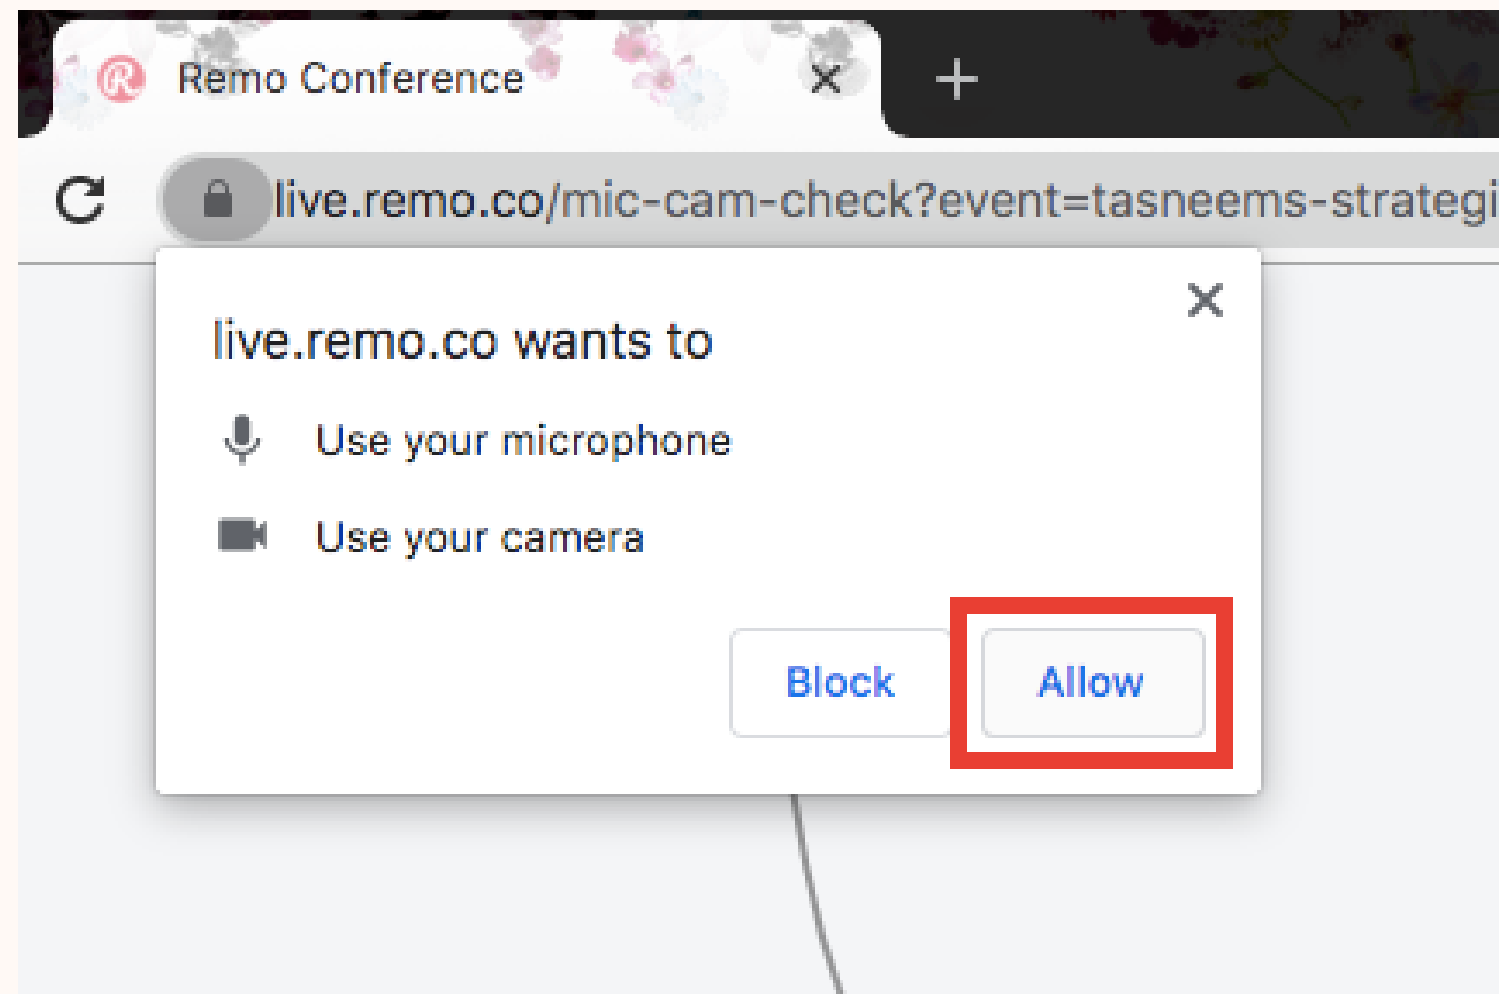 Remo Conference
live.remo.co/mic-cam-check?event=tasneems-strategi
live.remo.co wants to
Use your microphone
Use your camera
Block Allow